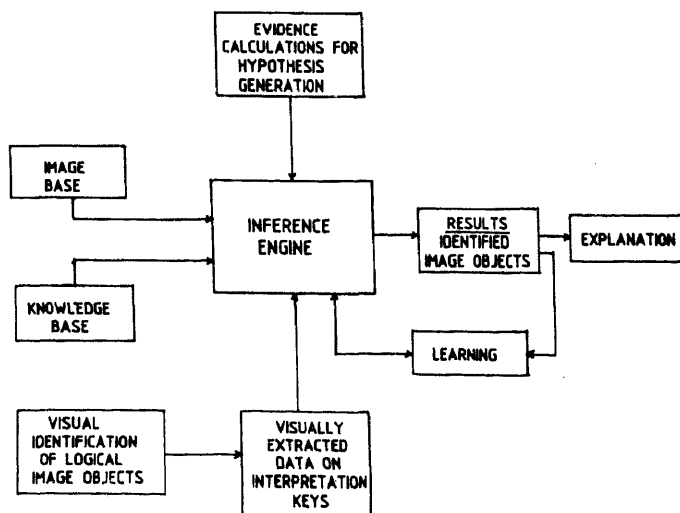 EVIDENCE
CALCULATIONS FOR
HYPOTHESIS
GENERATION
IMAGE
BASE
INFERENCE
ENGINE
RESULTS
IDENTIFIED
IMAGE OBJECTS
EXPLANATION
KNOWLEDGE
BASE
LEARNING
VISUAL
IDENTIFICATION
OF LOGICAL
IMAGE OBJECTS
VISUALLY
EXTRACTED
DATA ON
INTERPRETATION
KEYS